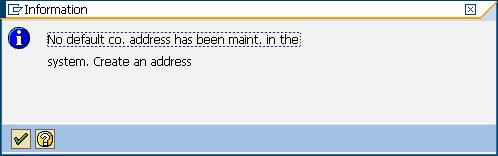 Information
No default co. address has been maint. in the
system. Create an address